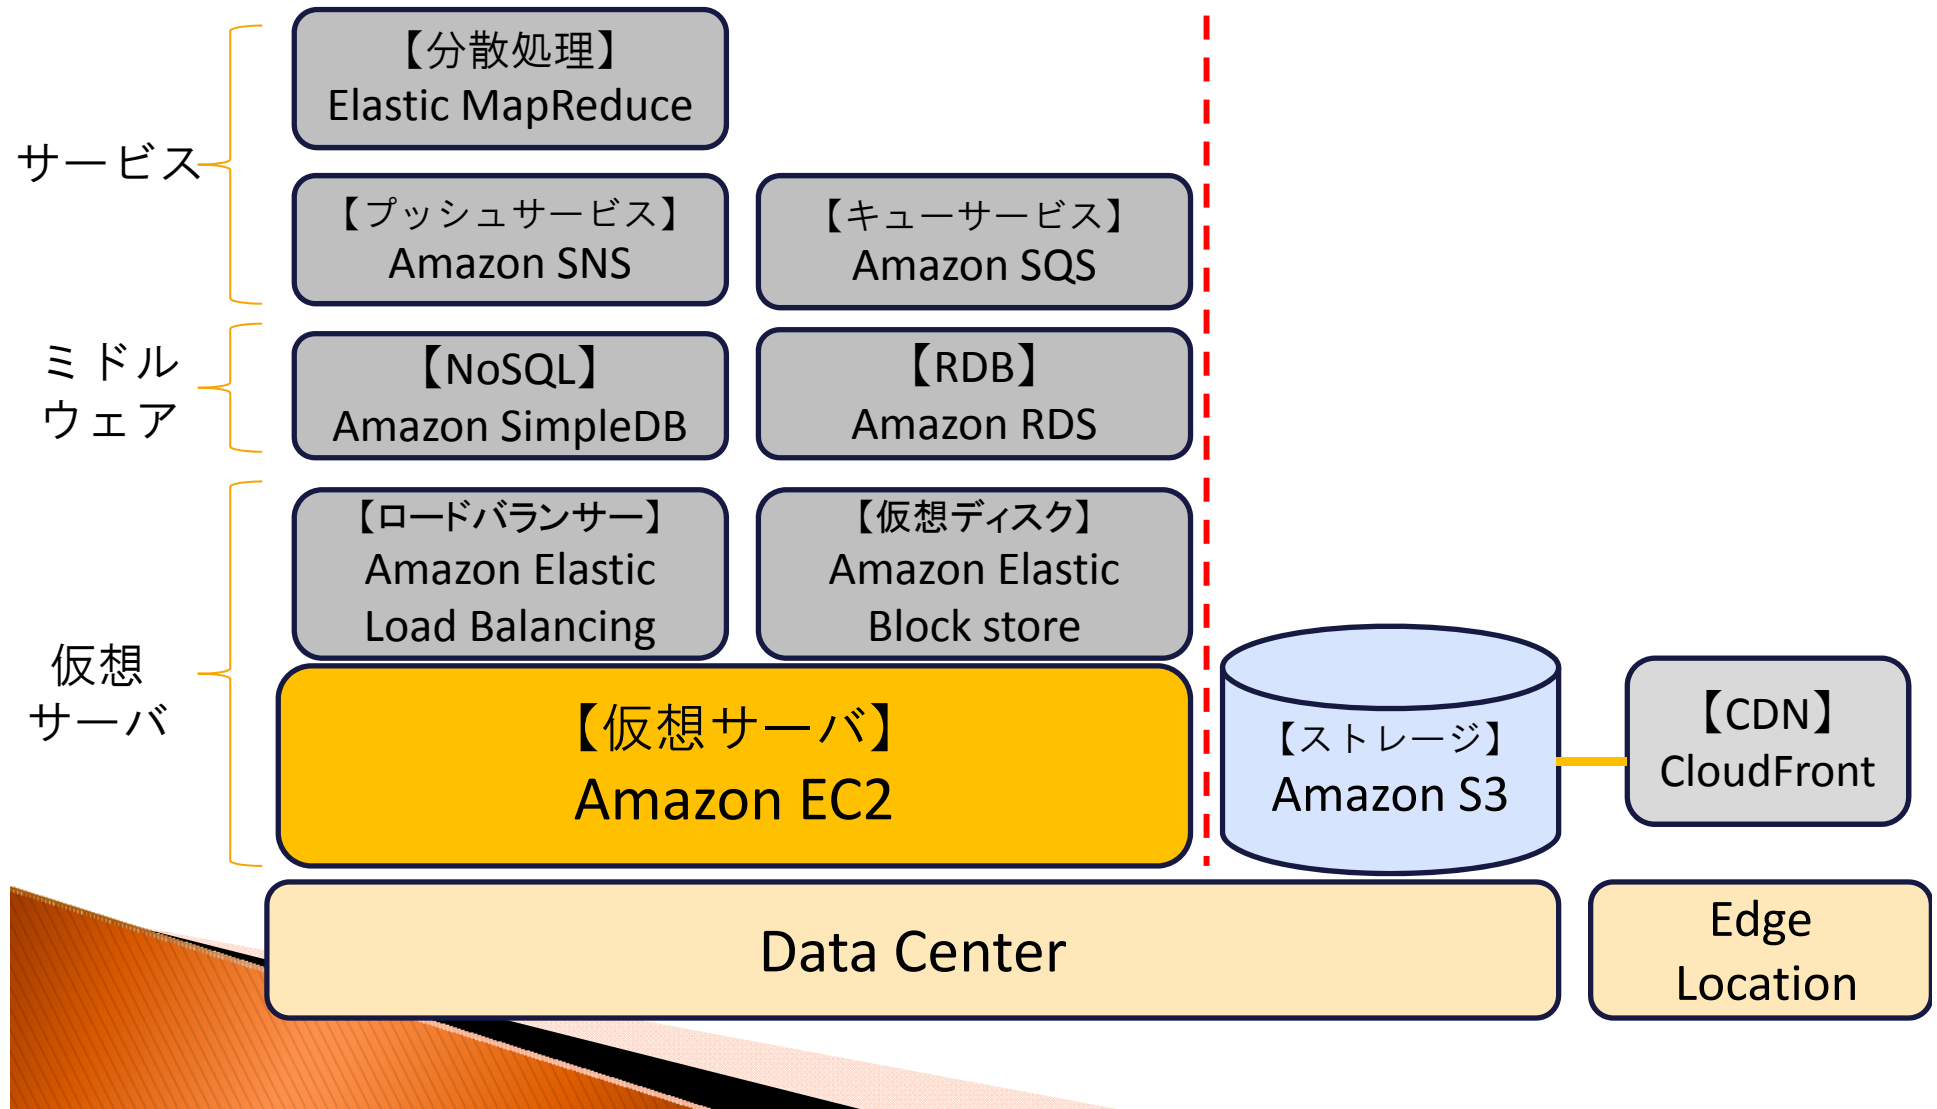 サービス
【分散処理】
Elastic MapReduce
【プッシュサービス】
Amazon SNS
【キューサービス】
Amazon SQS
ミドル
ウェア
【NoSQL】
Amazon SimpleDB
【RDB】
Amazon RDS
仮想
サーバ
【ロードバランサー】
Amazon Elastic
Load Balancing
【仮想ディスク】
Amazon Elastic
Block store
【仮想サーバ】
Amazon EC2
【ストレージ】
Amazon S3
【CDN】
CloudFront
Data Center
Edge
Location